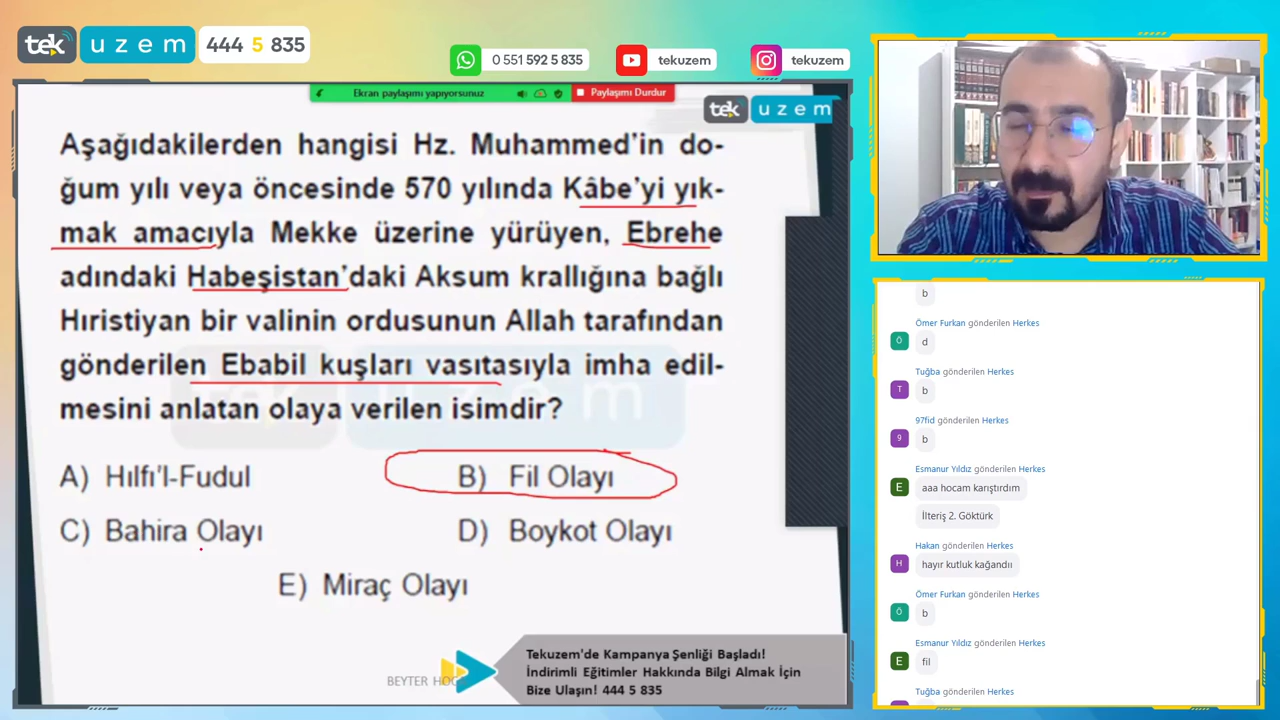 tek
uzem
444 5 835
0 551 592 5 835
tekuzem
tekuzem
Ekran paylaşımı yapıyorsunuz
Paylaşımı Durdur
tek uzem
Aşağıdakilerden hangisi Hz. Muhammed'in do-
ğum yılı veya öncesinde 570 yılında Kâbe'yi yık-
mak amacıyla Mekke üzerine yürüyen, Ebrehe
adındaki Habeşistan'daki Aksum krallığına bağlı
Hıristiyan bir valinin ordusunun Allah tarafından
gönderilen Ebabil kuşları vasıtasıyla imha edil-
mesini anlatan olaya verilen isimdir?
tek uzem
A) Hılfı'l-Fudul
B) Fil Olayı
C) Bahira Olayı
D) Boykot Olayı
E) Miraç Olayı
BEYTER HOC
Tekuzem'de Kampanya Şenliği Başladı!
İndirimli Eğitimler Hakkında Bilgi Almak İçin
Bize Ulaşın! 444 5 835
b
Ömer Furkan gönderilen Herkes
Ö
d
Tuğba gönderilen Herkes
T
b
97fid gönderilen Herkes
9
b
Esmanur Yıldız gönderilen Herkes
E
aaa hocam karıştırdım
İlteriş 2. Göktürk
Hakan gönderilen Herkes
H
hayır kutluk kağandıı
Ömer Furkan gönderilen Herkes
Ö
b
Esmanur Yıldız gönderilen Herkes
E
fil
Tuğba gönderilen Herkes